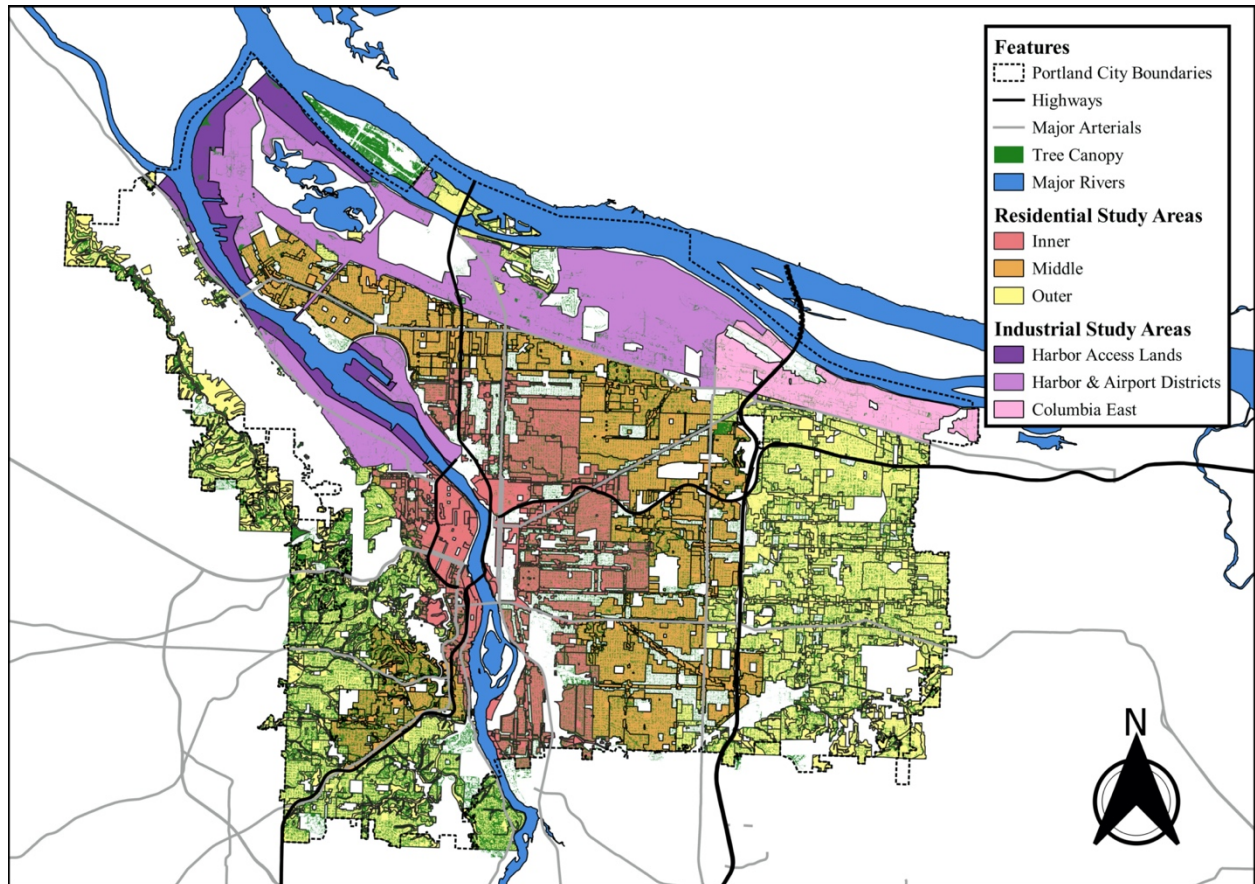 Features
Portland City Boundaries
Highways
Major Arterials
Tree Canopy
Major Rivers
Residential Study Areas
Inner
Middle
Outer
Industrial Study Areas
Harbor Access Lands
Harbor & Airport Districts
Columbia East
N